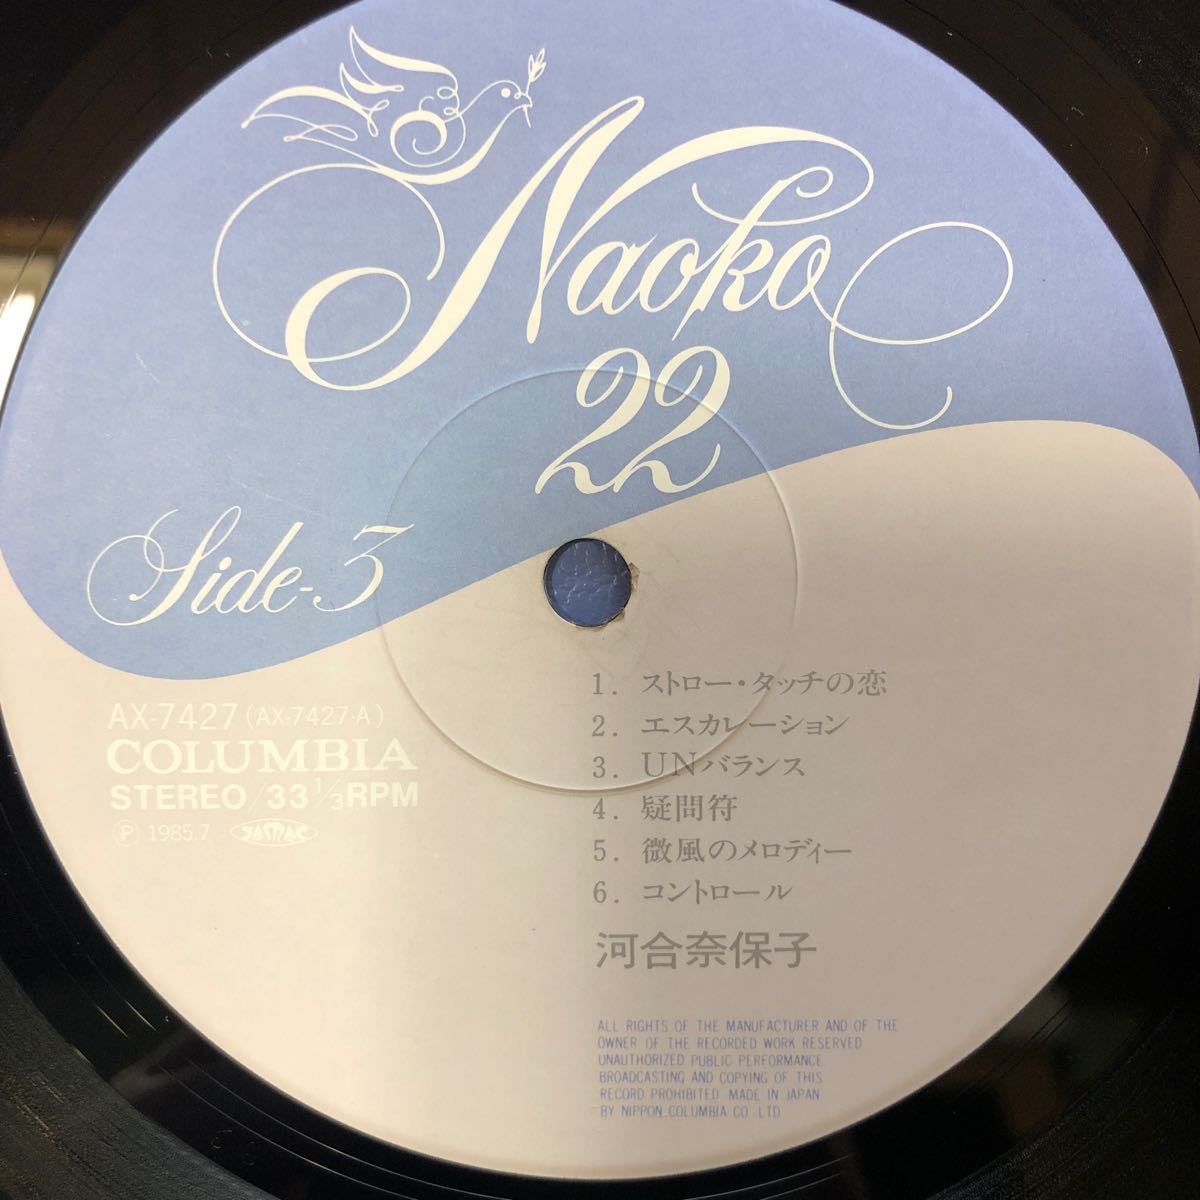 Naoko
22
Side-3
AX-7427 (AX-7427-A)
COLUMBIA
STEREO/33 1/3 RPM
Ⓟ 1985.7 JASRAC
1. ストロー・タッチの恋
2. エスカレーション
3. UNバランス
4. 疑問符
5. 微風のメロディー
6. コントロール
河合奈保子
ALL RIGHTS OF THE MANUFACTURER AND OF THE
OWNER OF THE RECORDED WORK RESERVED
UNAUTHORIZED PUBLIC PERFORMANCE
BROADCASTING AND COPYING OF THIS
RECORD PROHIBITED MADE IN JAPAN
BY NIPPON COLUMBIA CO LTD